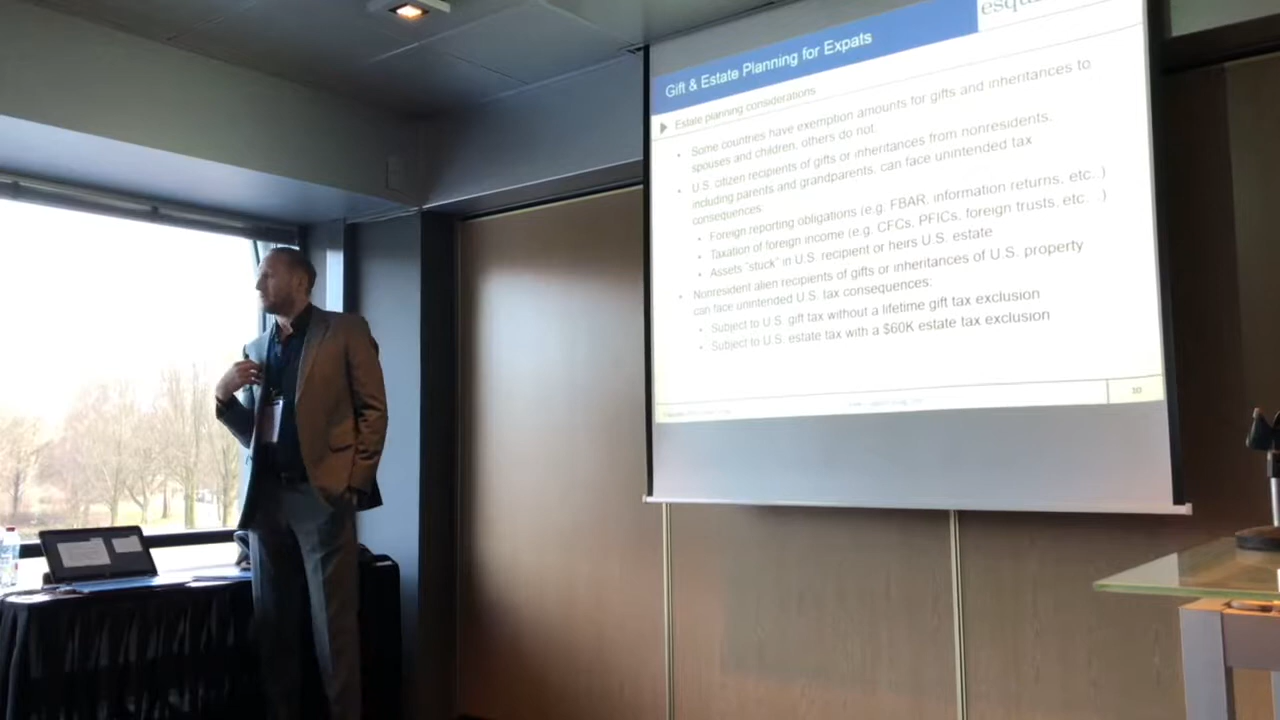 esqu
Gift & Estate Planning for Expats
Estate planning considerations
• Some countries have exemption amounts for gifts and inheritances to
spouses and children, others do not.
• U.S. citizen recipients of gifts or inheritances from nonresidents,
including parents and grandparents, can face unintended tax
consequences:
• Foreign reporting obligations (e.g. FBAR, information returns, etc...)
• Taxation of foreign income (e.g. CFCs, PFICs, foreign trusts, etc...)
• Assets "stuck" in U.S. recipient or heirs U.S. estate
• Nonresident alien recipients of gifts or inheritances of U.S. property
can face unintended U.S. tax consequences:
• Subject to U.S. gift tax without a lifetime gift tax exclusion
• Subject to U.S. estate tax with a $60K estate tax exclusion